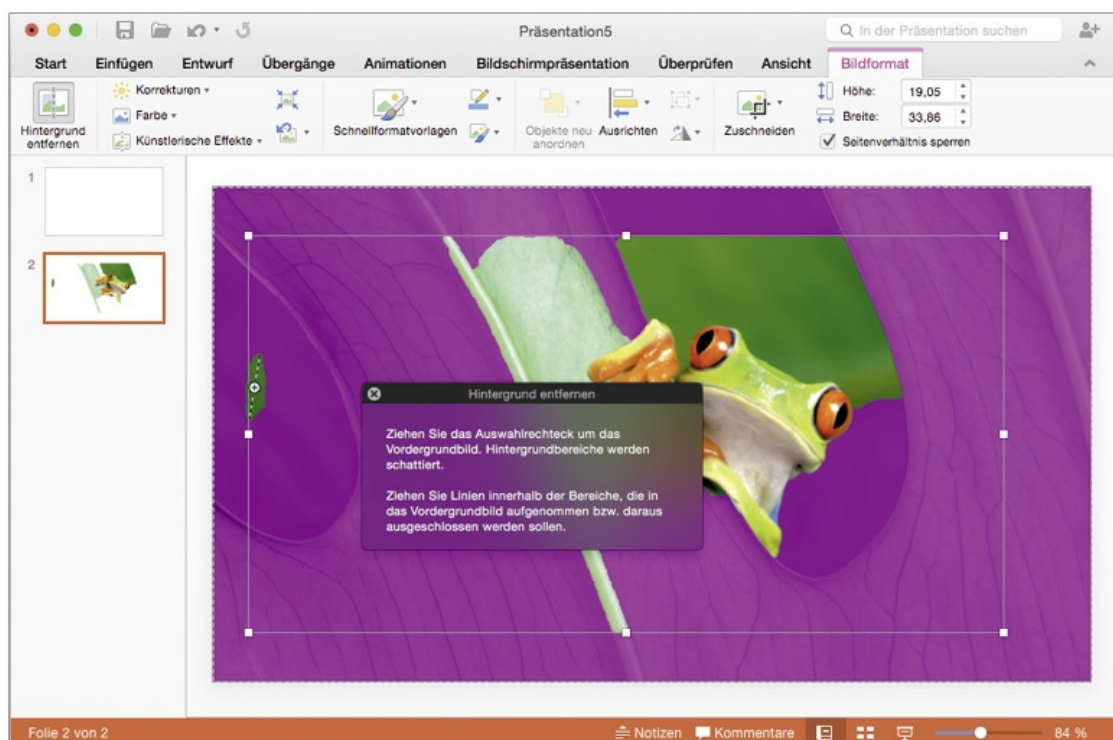 Präsentation5
In der Präsentation suchen
Start Einfügen Entwurf Übergänge Animationen Bildschirmpräsentation Überprüfen Ansicht Bildformat
Hintergrund entfernen
Korrekturen
Farbe
Künstlerische Effekte
Schnellformatvorlagen
Objekte neu anordnen
Ausrichten
Zuschneiden
Höhe: 19,05
Breite: 33,86
Seitenverhältnis sperren
1
2
Hintergrund entfernen
Ziehen Sie das Auswahlrechteck um das
Vordergrundbild. Hintergrundbereiche werden
schattiert.
Ziehen Sie Linien innerhalb der Bereiche, die in
das Vordergrundbild aufgenommen bzw. daraus
ausgeschlossen werden sollen.
Folie 2 von 2 Notizen Kommentare 84 %